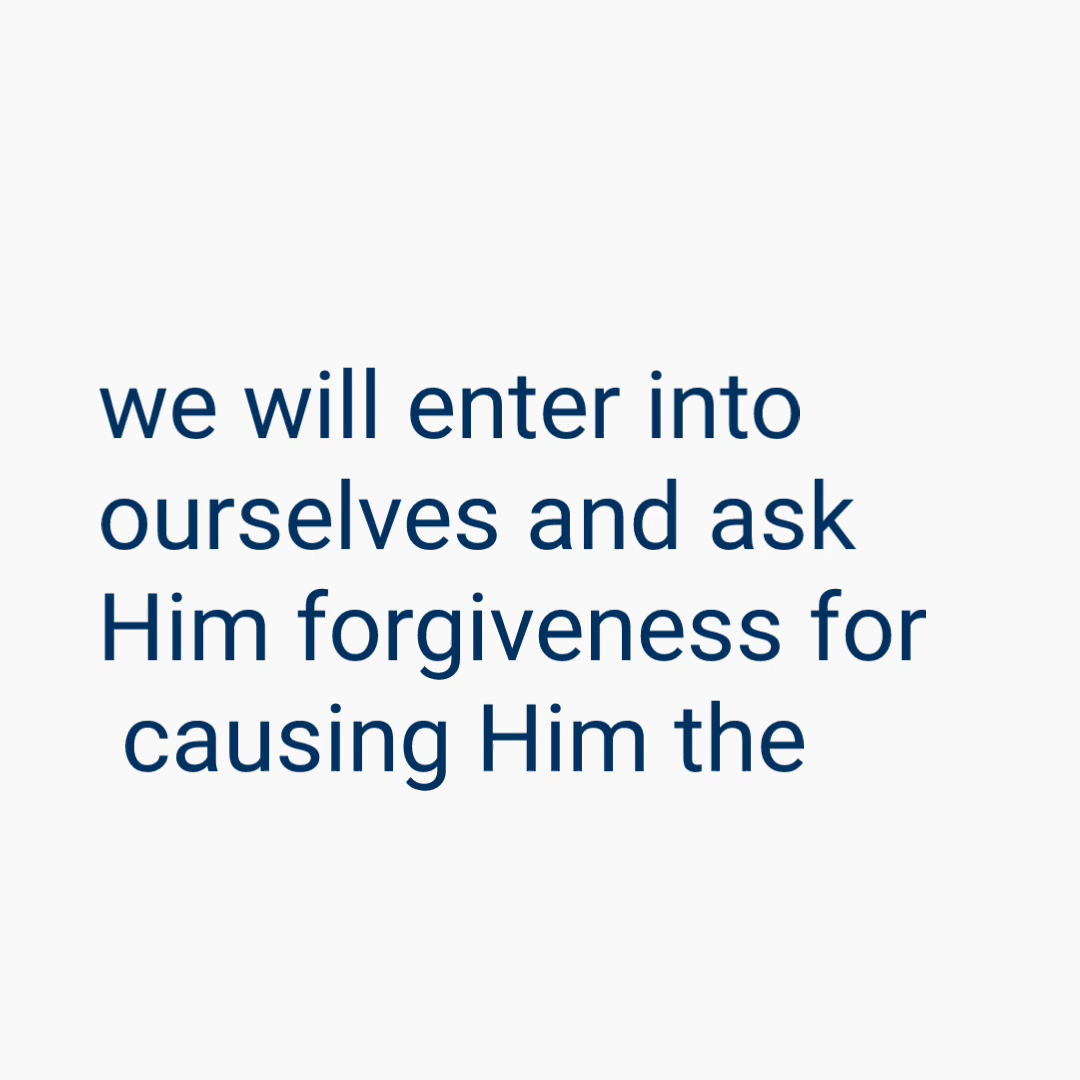 we will enter into
ourselves and ask
Him forgiveness for
causing Him the